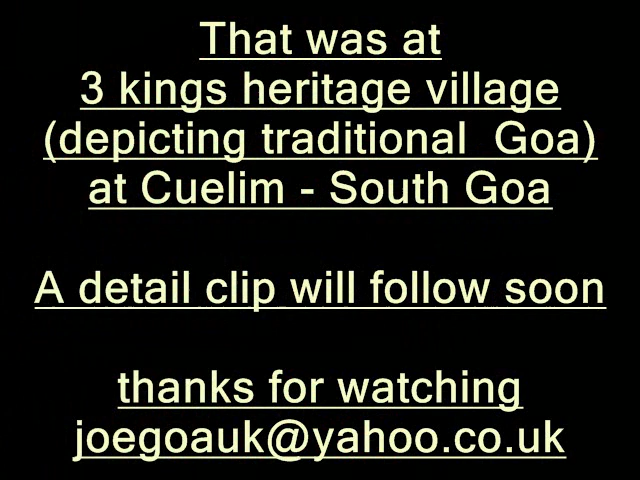 That was at
3 kings heritage village
(depicting traditional  Goa)
at Cuelim - South Goa
A detail clip will follow soon
thanks for watching
joegoauk@yahoo.co.uk